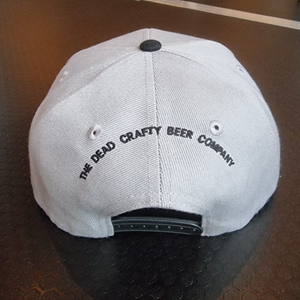 THE DEAD CRAFTY BEER COMPANY